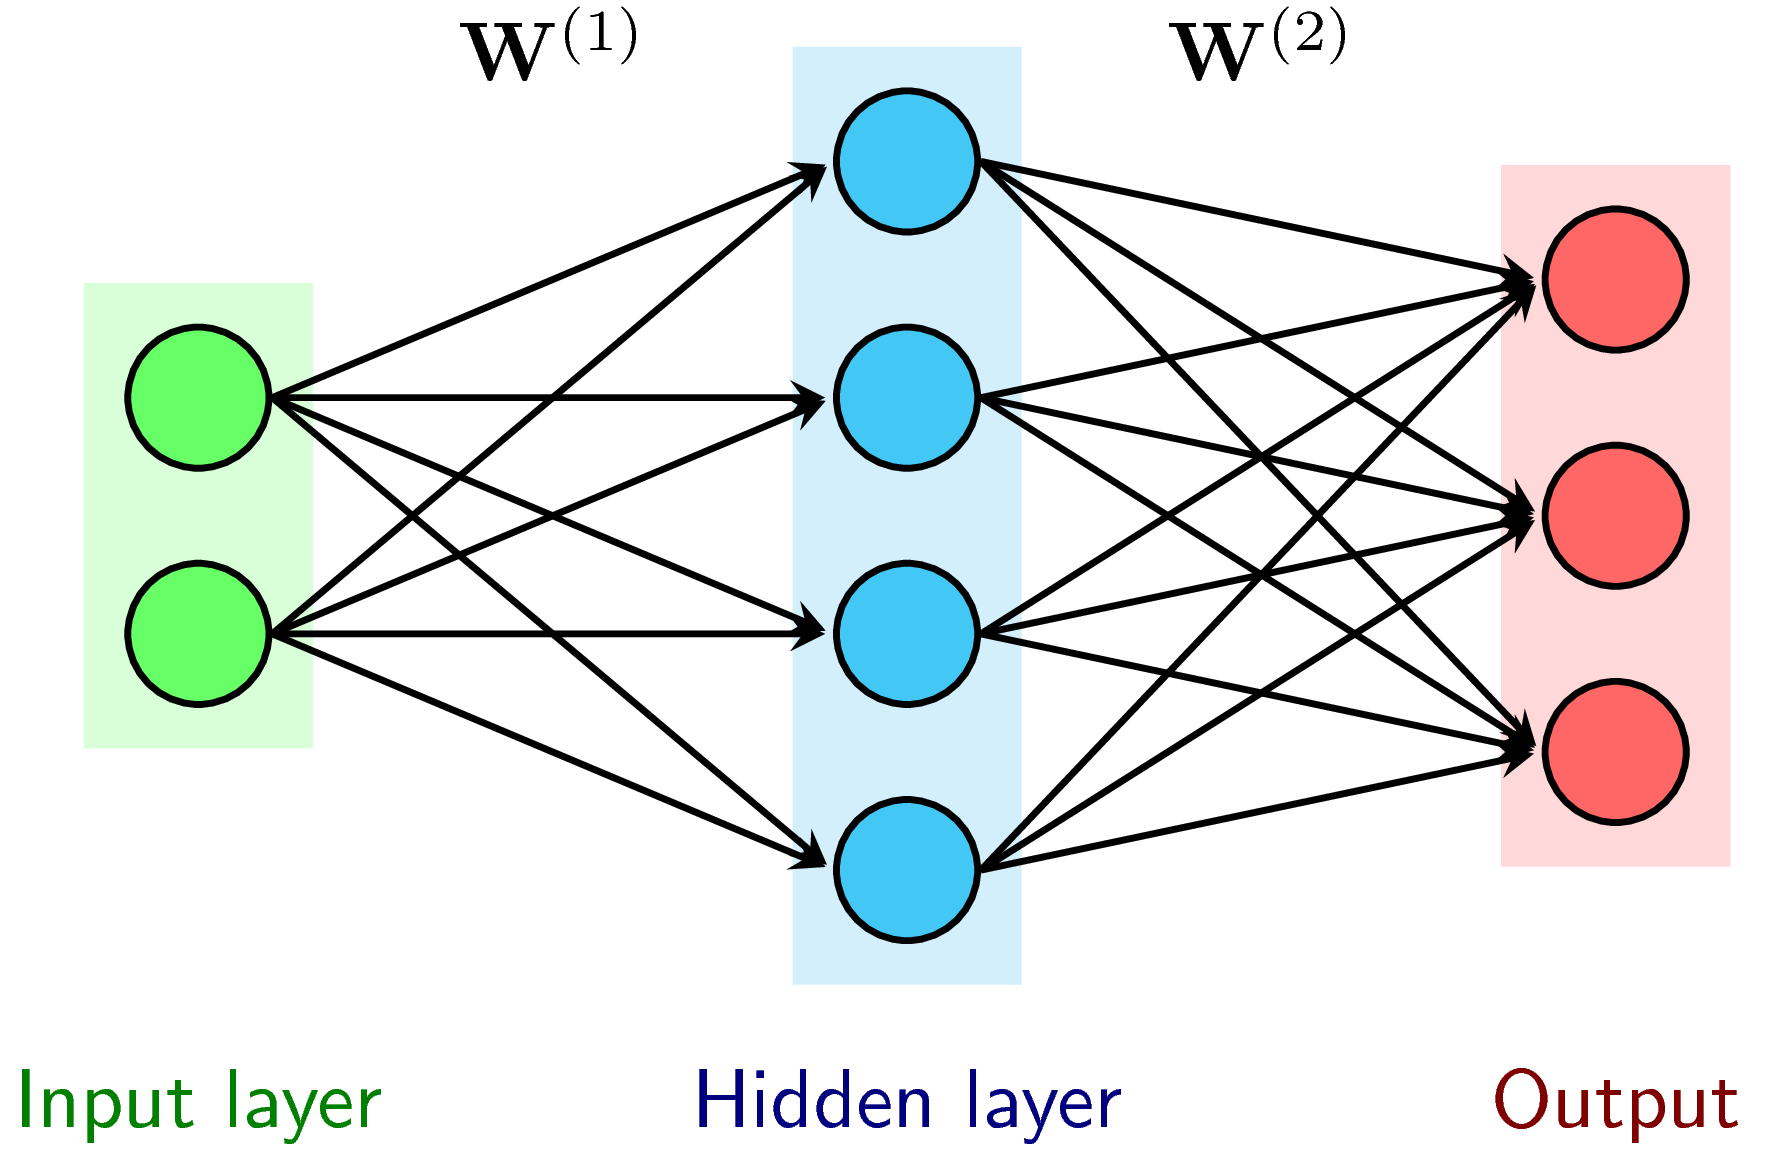 W(1)
W(2)
Input layer
Hidden layer
Output